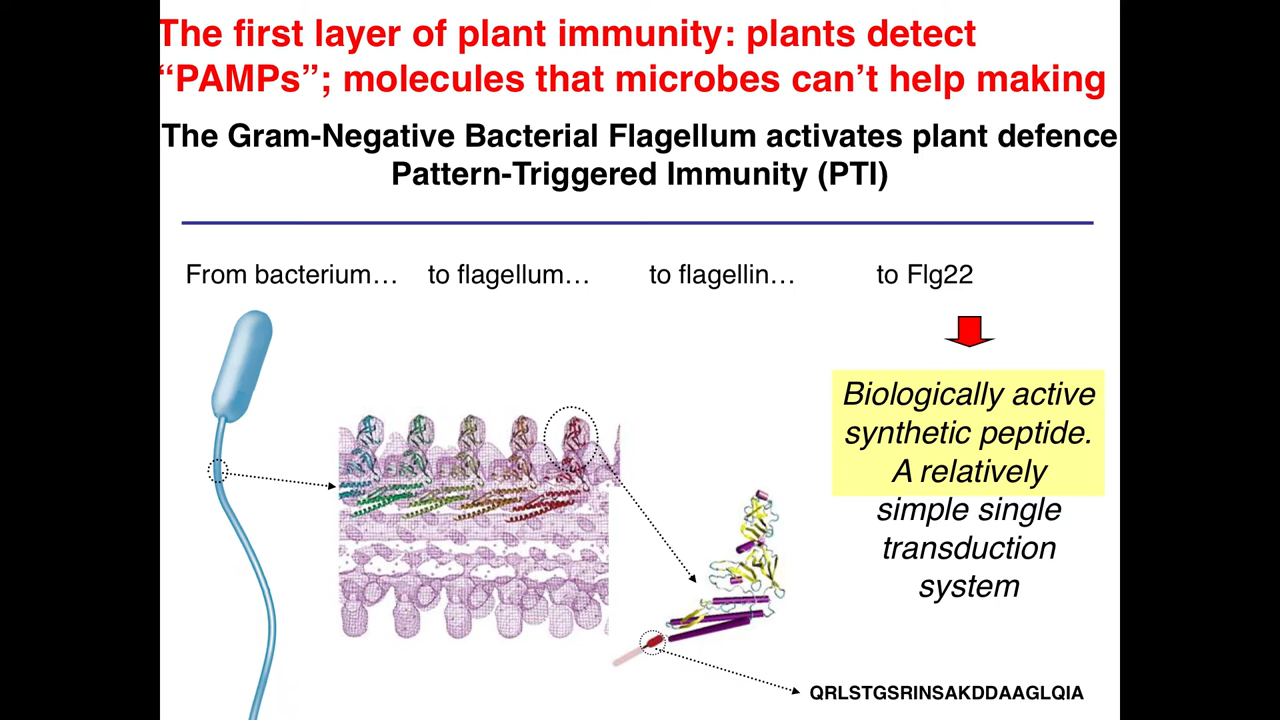 The first layer of plant immunity: plants detect
“PAMPs”; molecules that microbes can’t help making
The Gram-Negative Bacterial Flagellum activates plant defence
Pattern-Triggered Immunity (PTI)
From bacterium… to flagellum… to flagellin… to Flg22
Biologically active
synthetic peptide.
A relatively
simple single
transduction
system
QRLSTGSRINSAKDDAAGLQIA